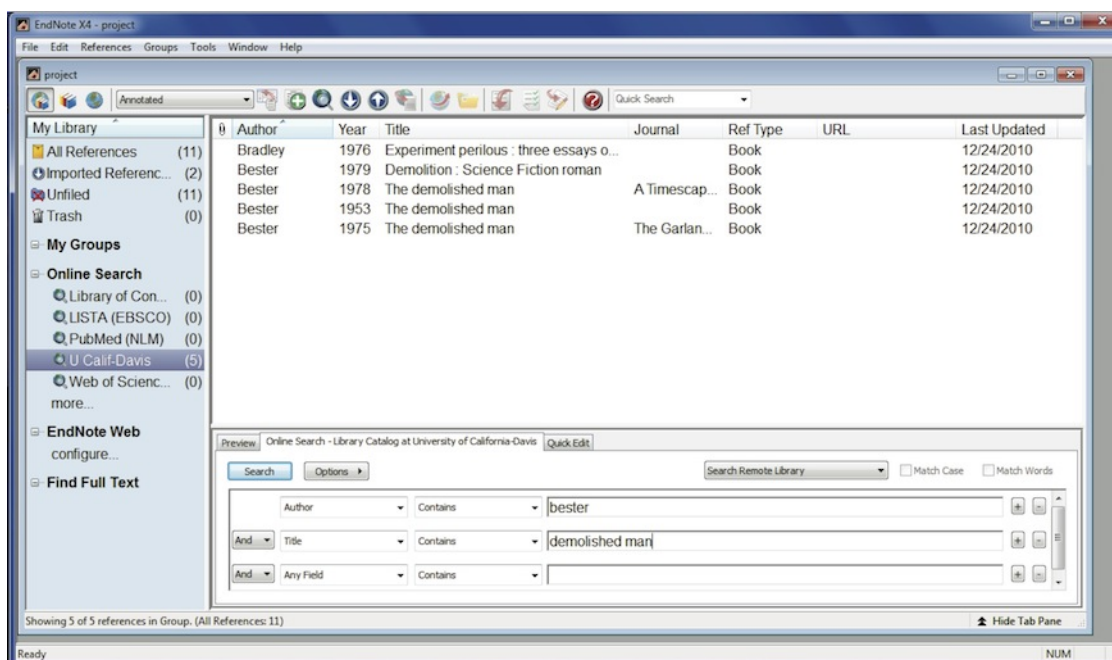 EndNote X4 - project
File Edit References Groups Tools Window Help
project
Annotated
Quick Search
My Library
All References (11)
Imported Referenc... (2)
Unfiled (11)
Trash (0)
My Groups
Online Search
Library of Con... (0)
LISTA (EBSCO) (0)
PubMed (NLM) (0)
U Calif-Davis (5)
Web of Scienc... (0)
more...
EndNote Web
configure...
Find Full Text
Author Year Title Journal Ref Type URL Last Updated
Bradley 1976 Experiment perilous : three essays o... Book 12/24/2010
Bester 1979 Demolition : Science Fiction roman Book 12/24/2010
Bester 1978 The demolished man A Timescap... Book 12/24/2010
Bester 1953 The demolished man Book 12/24/2010
Bester 1975 The demolished man The Garlan... Book 12/24/2010
Preview Online Search - Library Catalog at University of California-Davis Quick Edit
Search Options Search Remote Library Match Case Match Words
Author Contains bester
And Title Contains demolished man
And Any Field Contains
Showing 5 of 5 references in Group. (All References: 11) Hide Tab Pane
Ready NUM